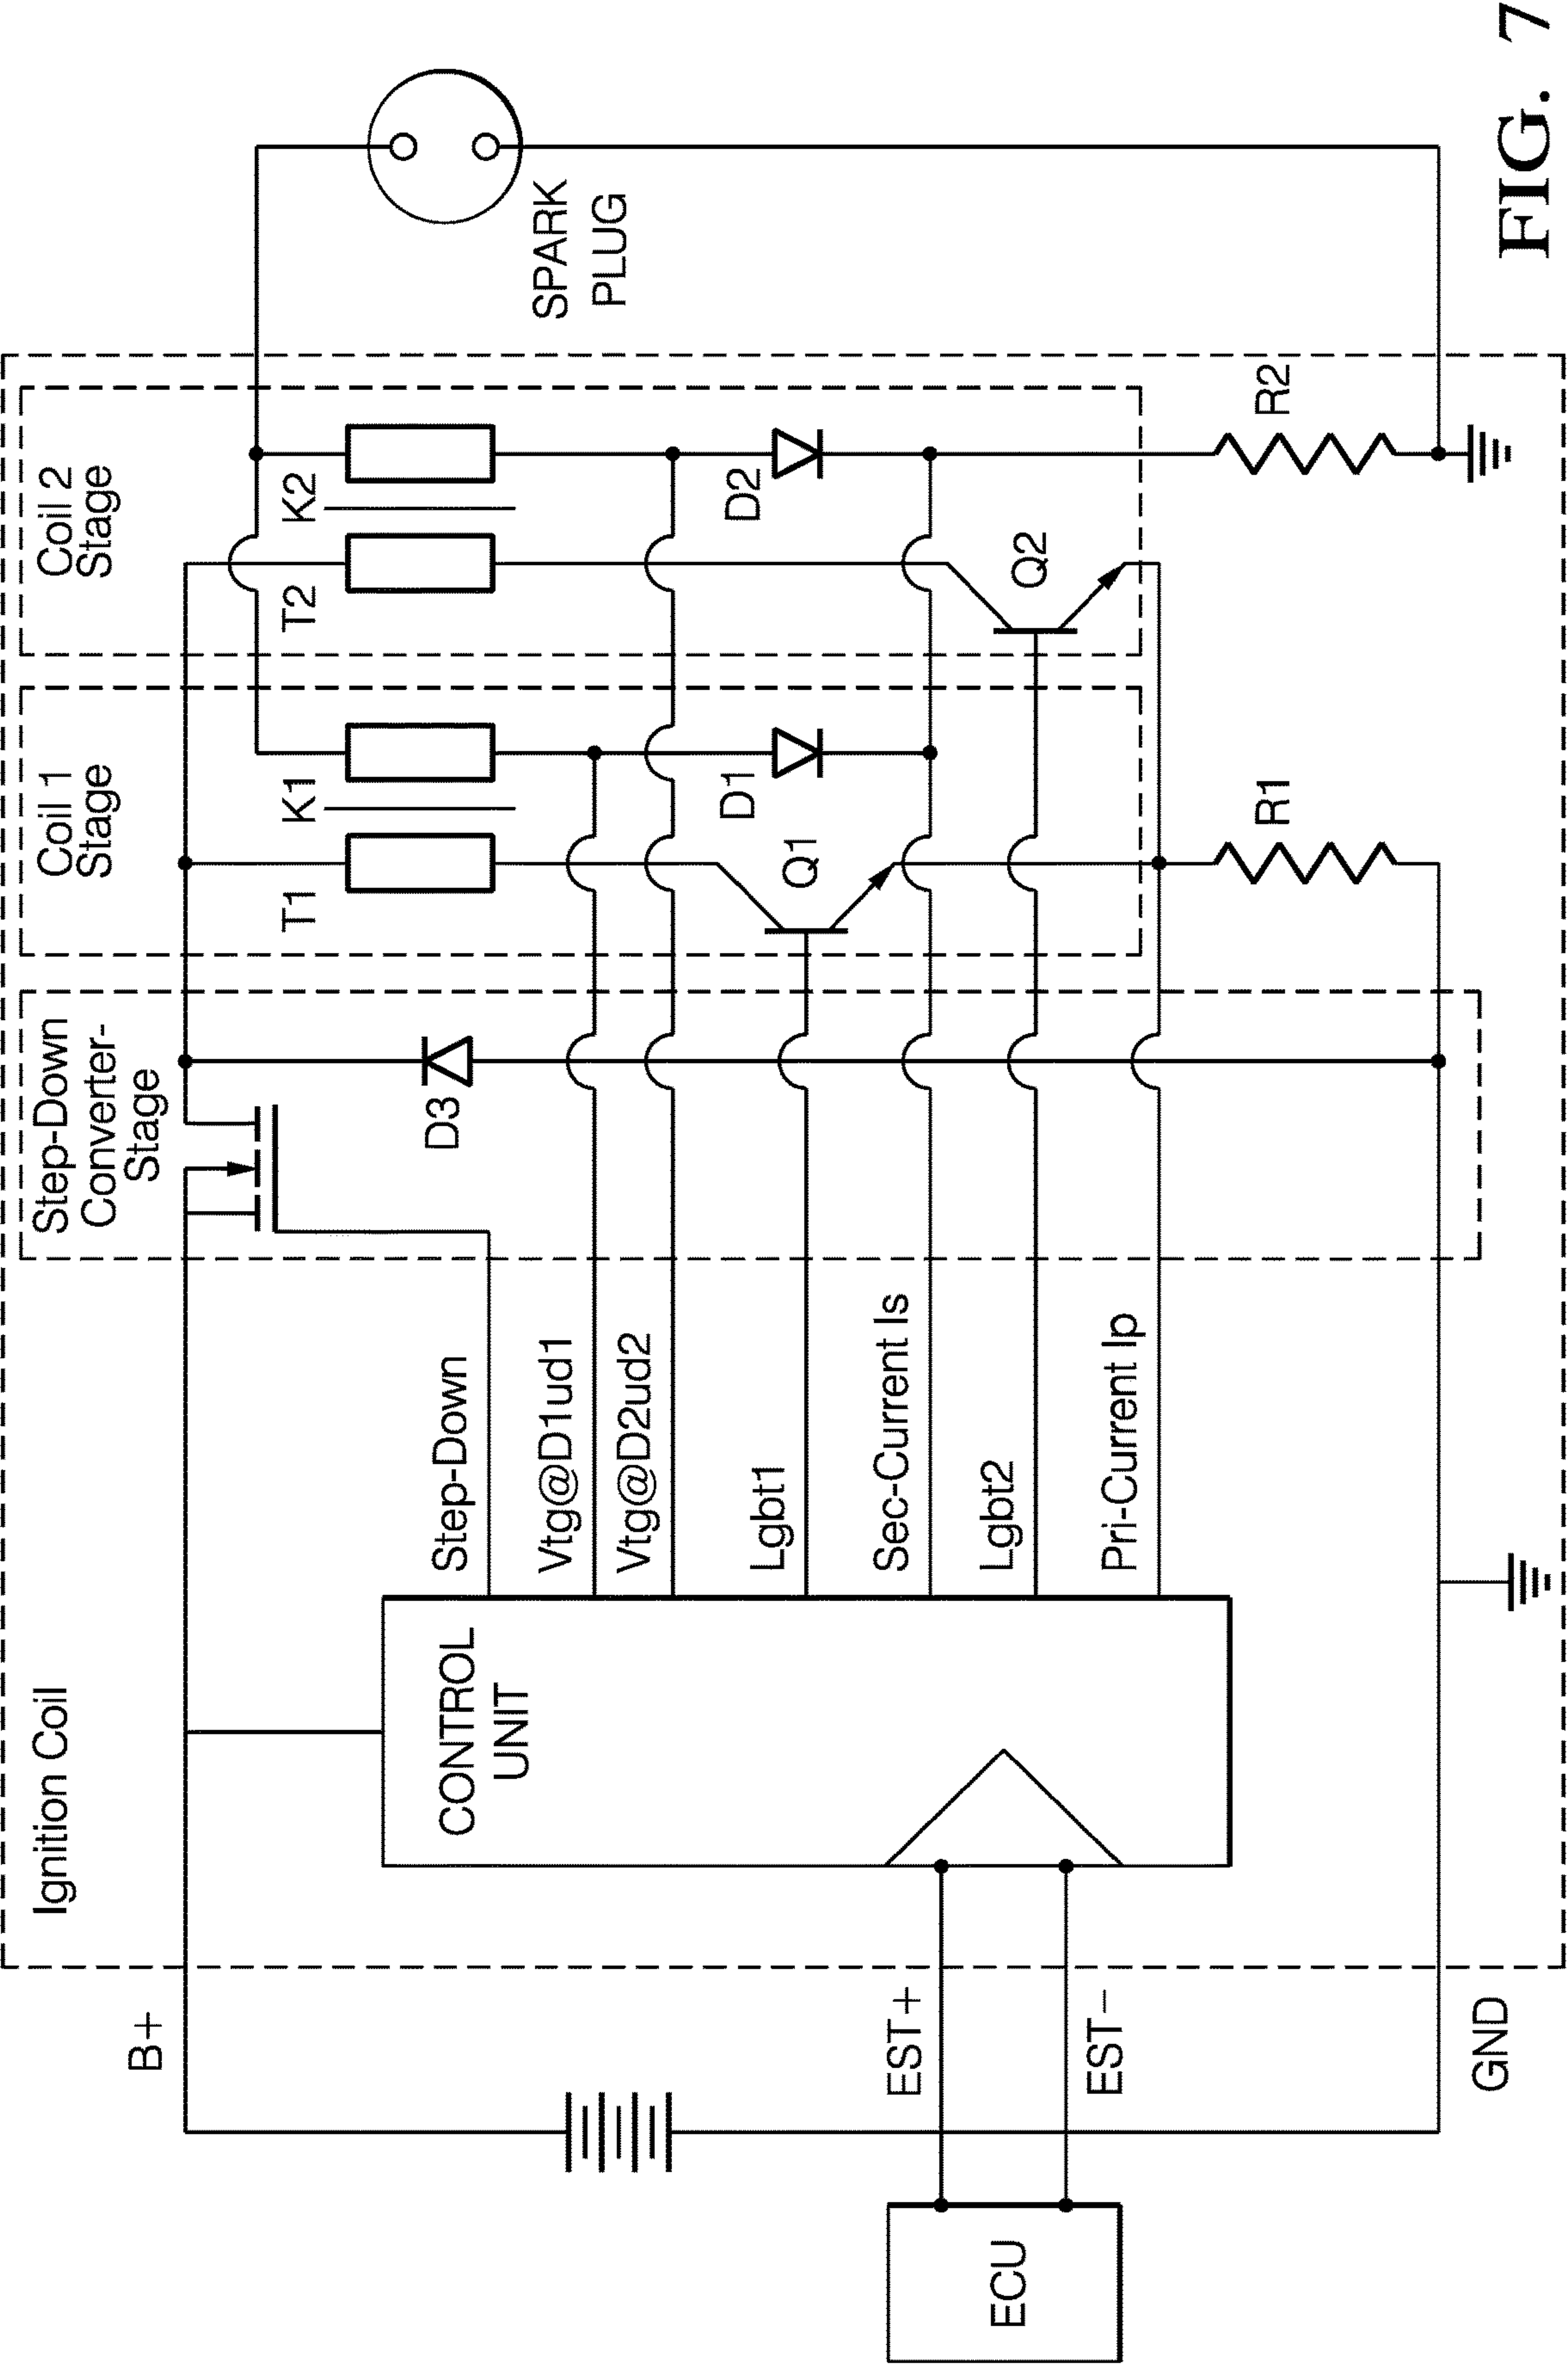 Ignition Coil
Step-Down
Converter-
Stage
Coil 1
Stage
Coil 2
Stage
B+
T1
K1
T2
K2
D3
CONTROL
UNIT
Step-Down
Vtg@D1ud1
Vtg@D2ud2
Lgbt1
Sec-Current Is
Lgbt2
Pri-Current Ip
Q1
D1
Q2
D2
SPARK
PLUG
ECU
EST+
EST−
R1
R2
GND
FIG. 7